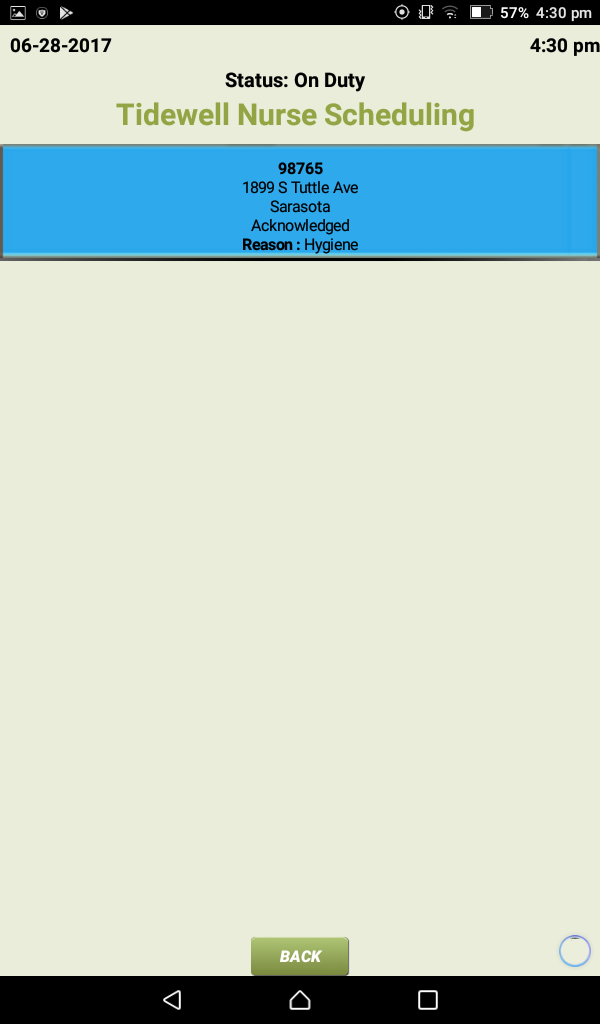 57% 4:30 pm
06-28-2017 4:30 pm
Status: On Duty
Tidewell Nurse Scheduling
98765
1899 S Tuttle Ave
Sarasota
Acknowledged
Reason : Hygiene
BACK